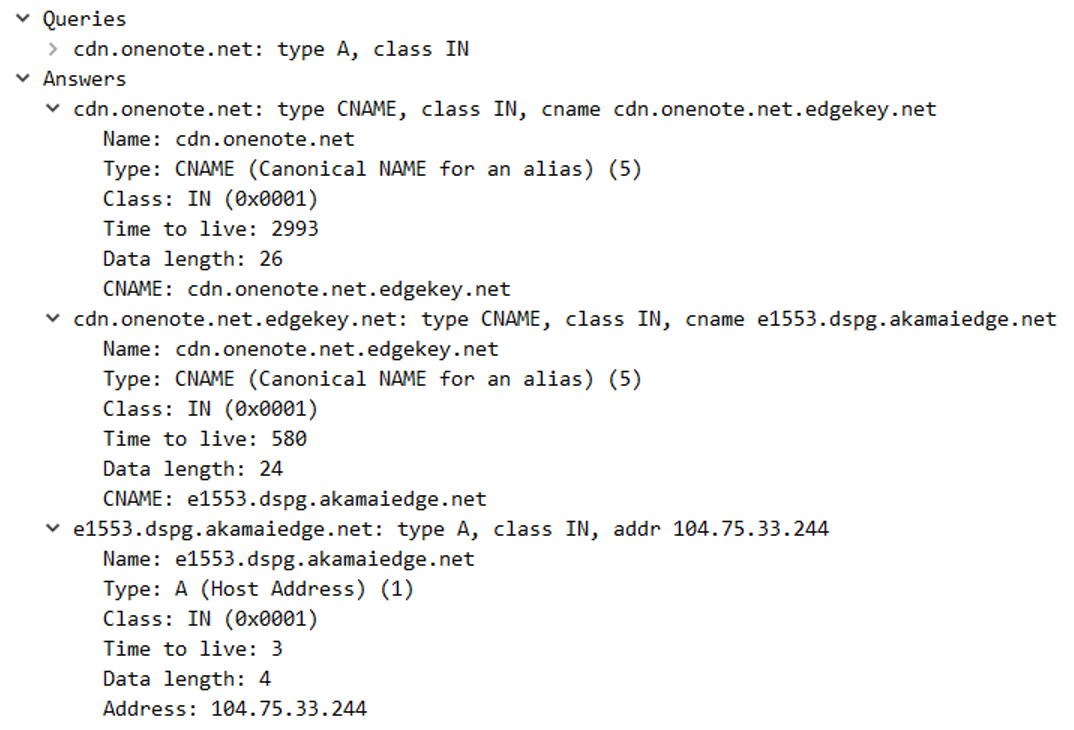 Queries
cdn.onenote.net: type A, class IN
Answers
cdn.onenote.net: type CNAME, class IN, cname cdn.onenote.net.edgekey.net
Name: cdn.onenote.net
Type: CNAME (Canonical NAME for an alias) (5)
Class: IN (0x0001)
Time to live: 2993
Data length: 26
CNAME: cdn.onenote.net.edgekey.net
cdn.onenote.net.edgekey.net: type CNAME, class IN, cname e1553.dspg.akamaiedge.net
Name: cdn.onenote.net.edgekey.net
Type: CNAME (Canonical NAME for an alias) (5)
Class: IN (0x0001)
Time to live: 580
Data length: 24
CNAME: e1553.dspg.akamaiedge.net
e1553.dspg.akamaiedge.net: type A, class IN, addr 104.75.33.244
Name: e1553.dspg.akamaiedge.net
Type: A (Host Address) (1)
Class: IN (0x0001)
Time to live: 3
Data length: 4
Address: 104.75.33.244